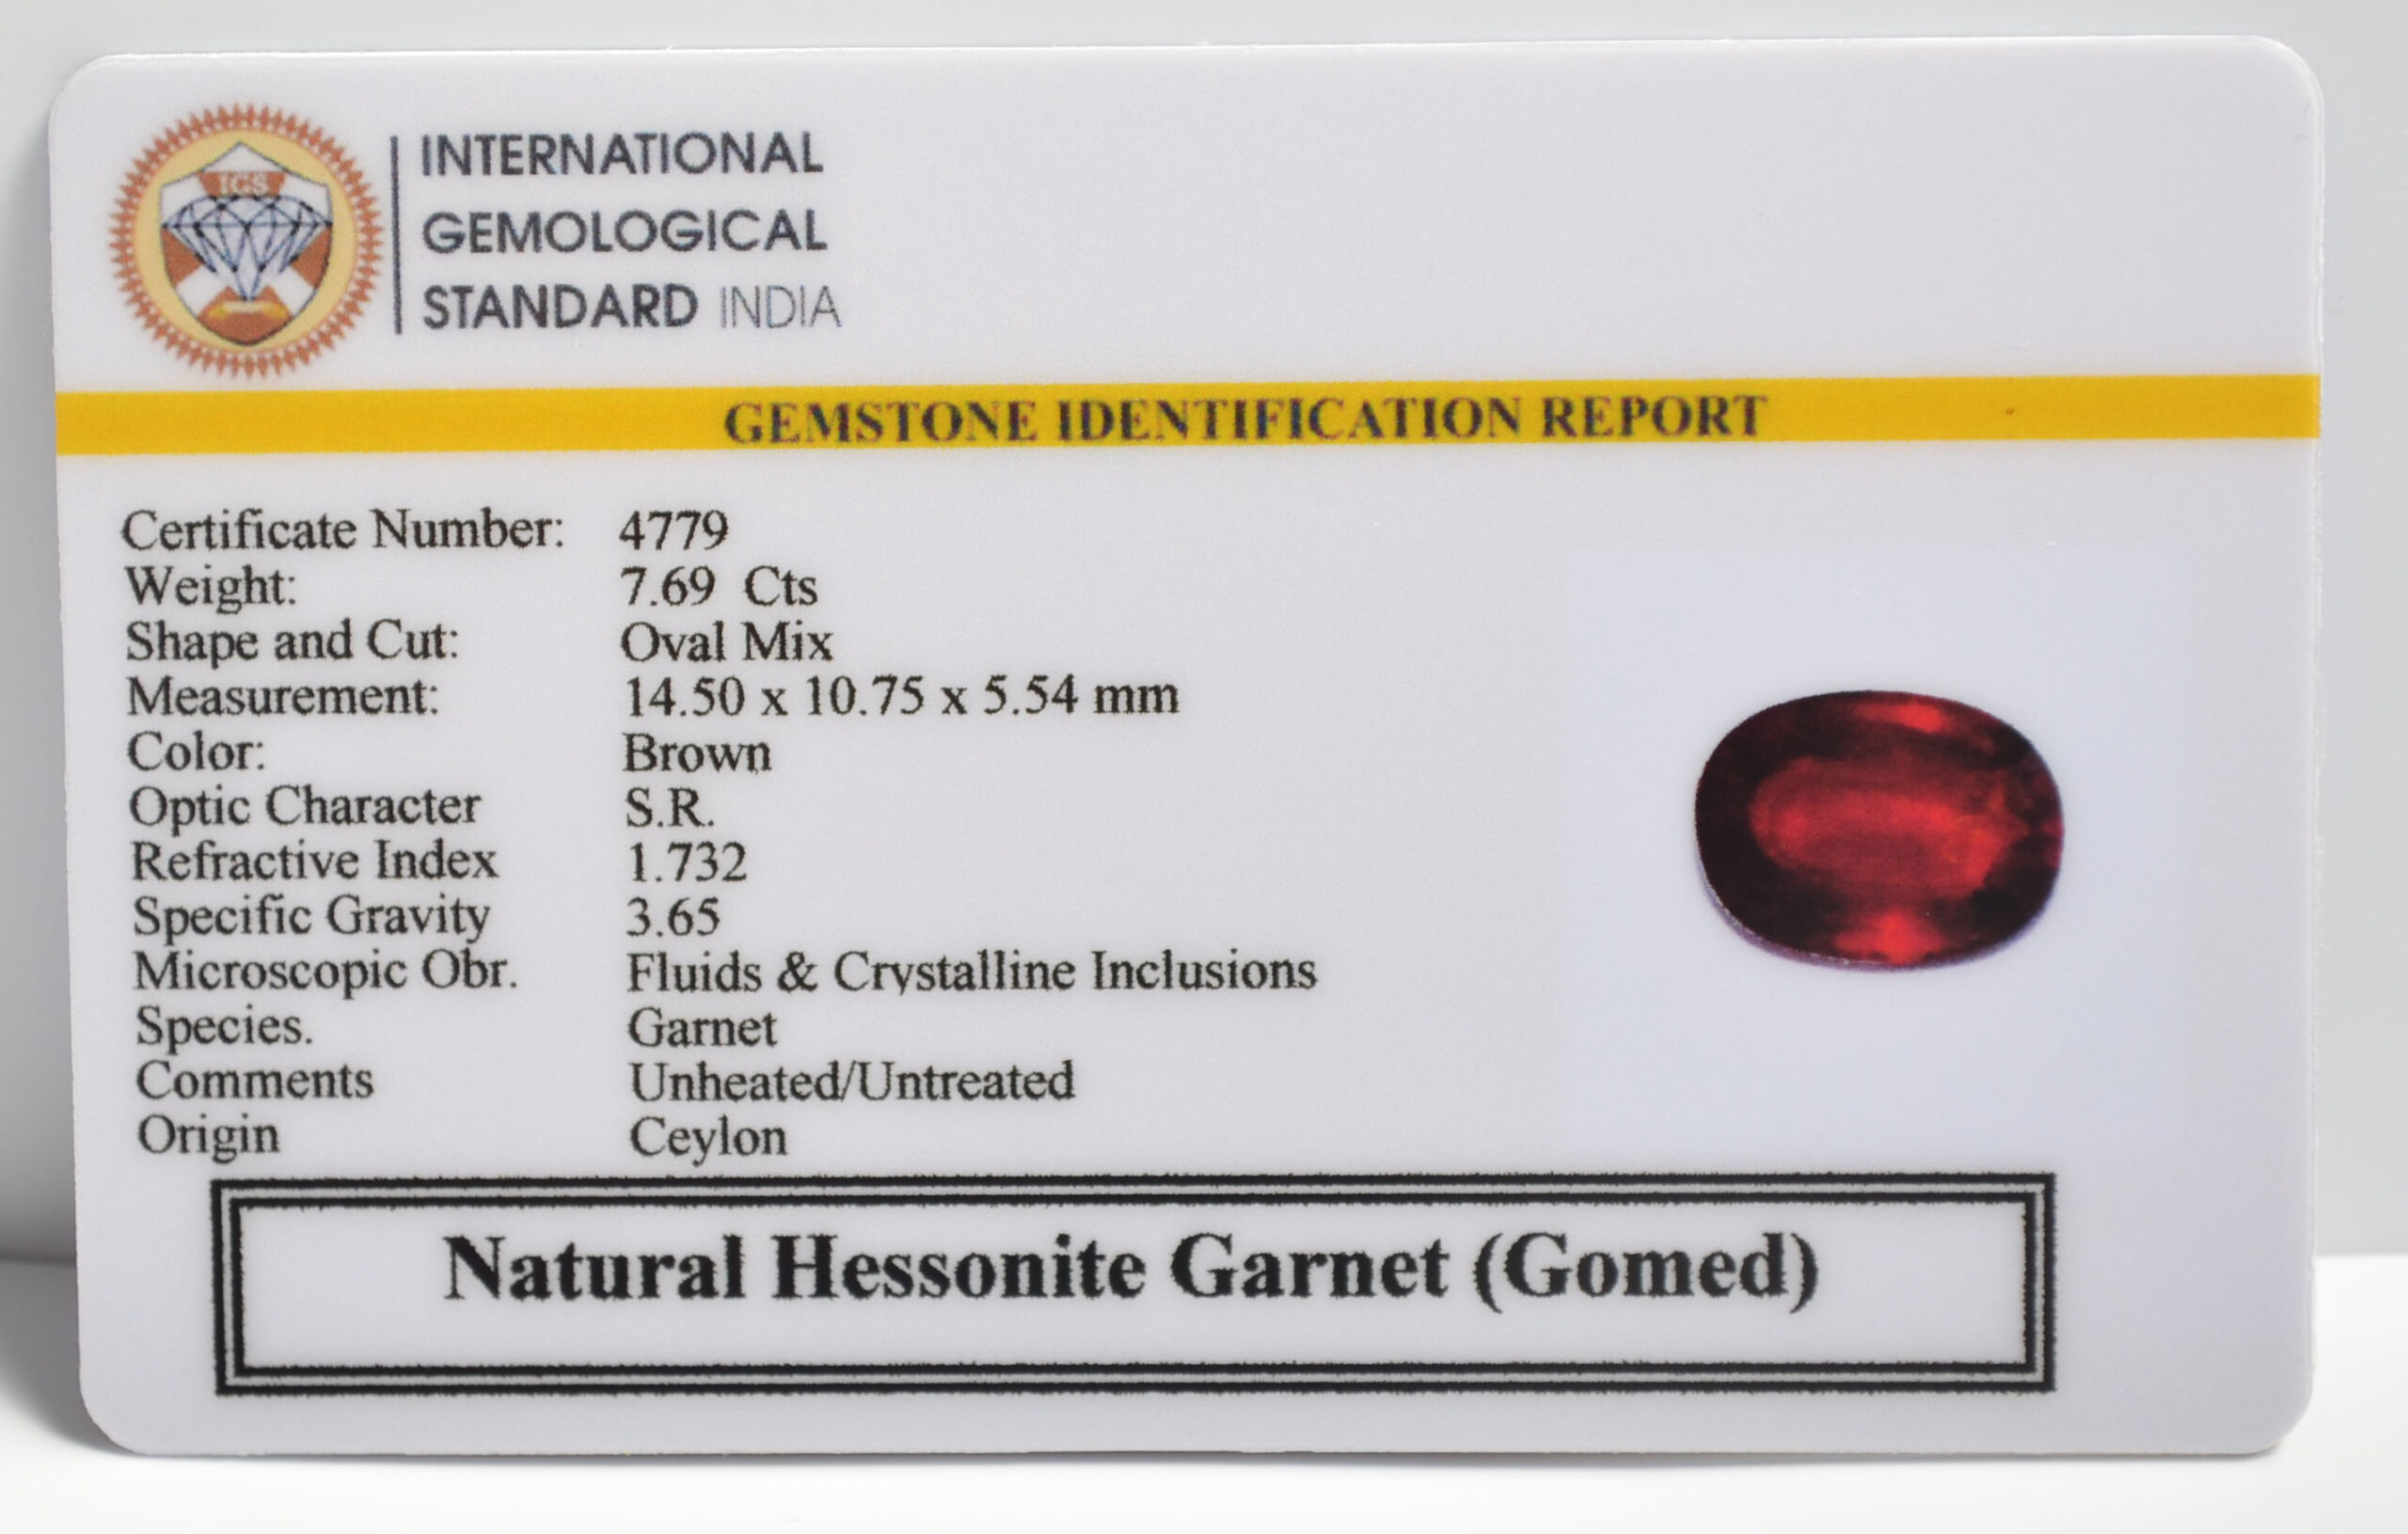 IGS
INTERNATIONAL
GEMOLOGICAL
STANDARD INDIA
GEMSTONE IDENTIFICATION REPORT
Certificate Number: 4779
Weight: 7.69 Cts
Shape and Cut: Oval Mix
Measurement: 14.50 x 10.75 x 5.54 mm
Color: Brown
Optic Character S.R.
Refractive Index 1.732
Specific Gravity 3.65
Microscopic Obr. Fluids & Crystalline Inclusions
Species. Garnet
Comments Unheated/Untreated
Origin Ceylon
Natural Hessonite Garnet (Gomed)